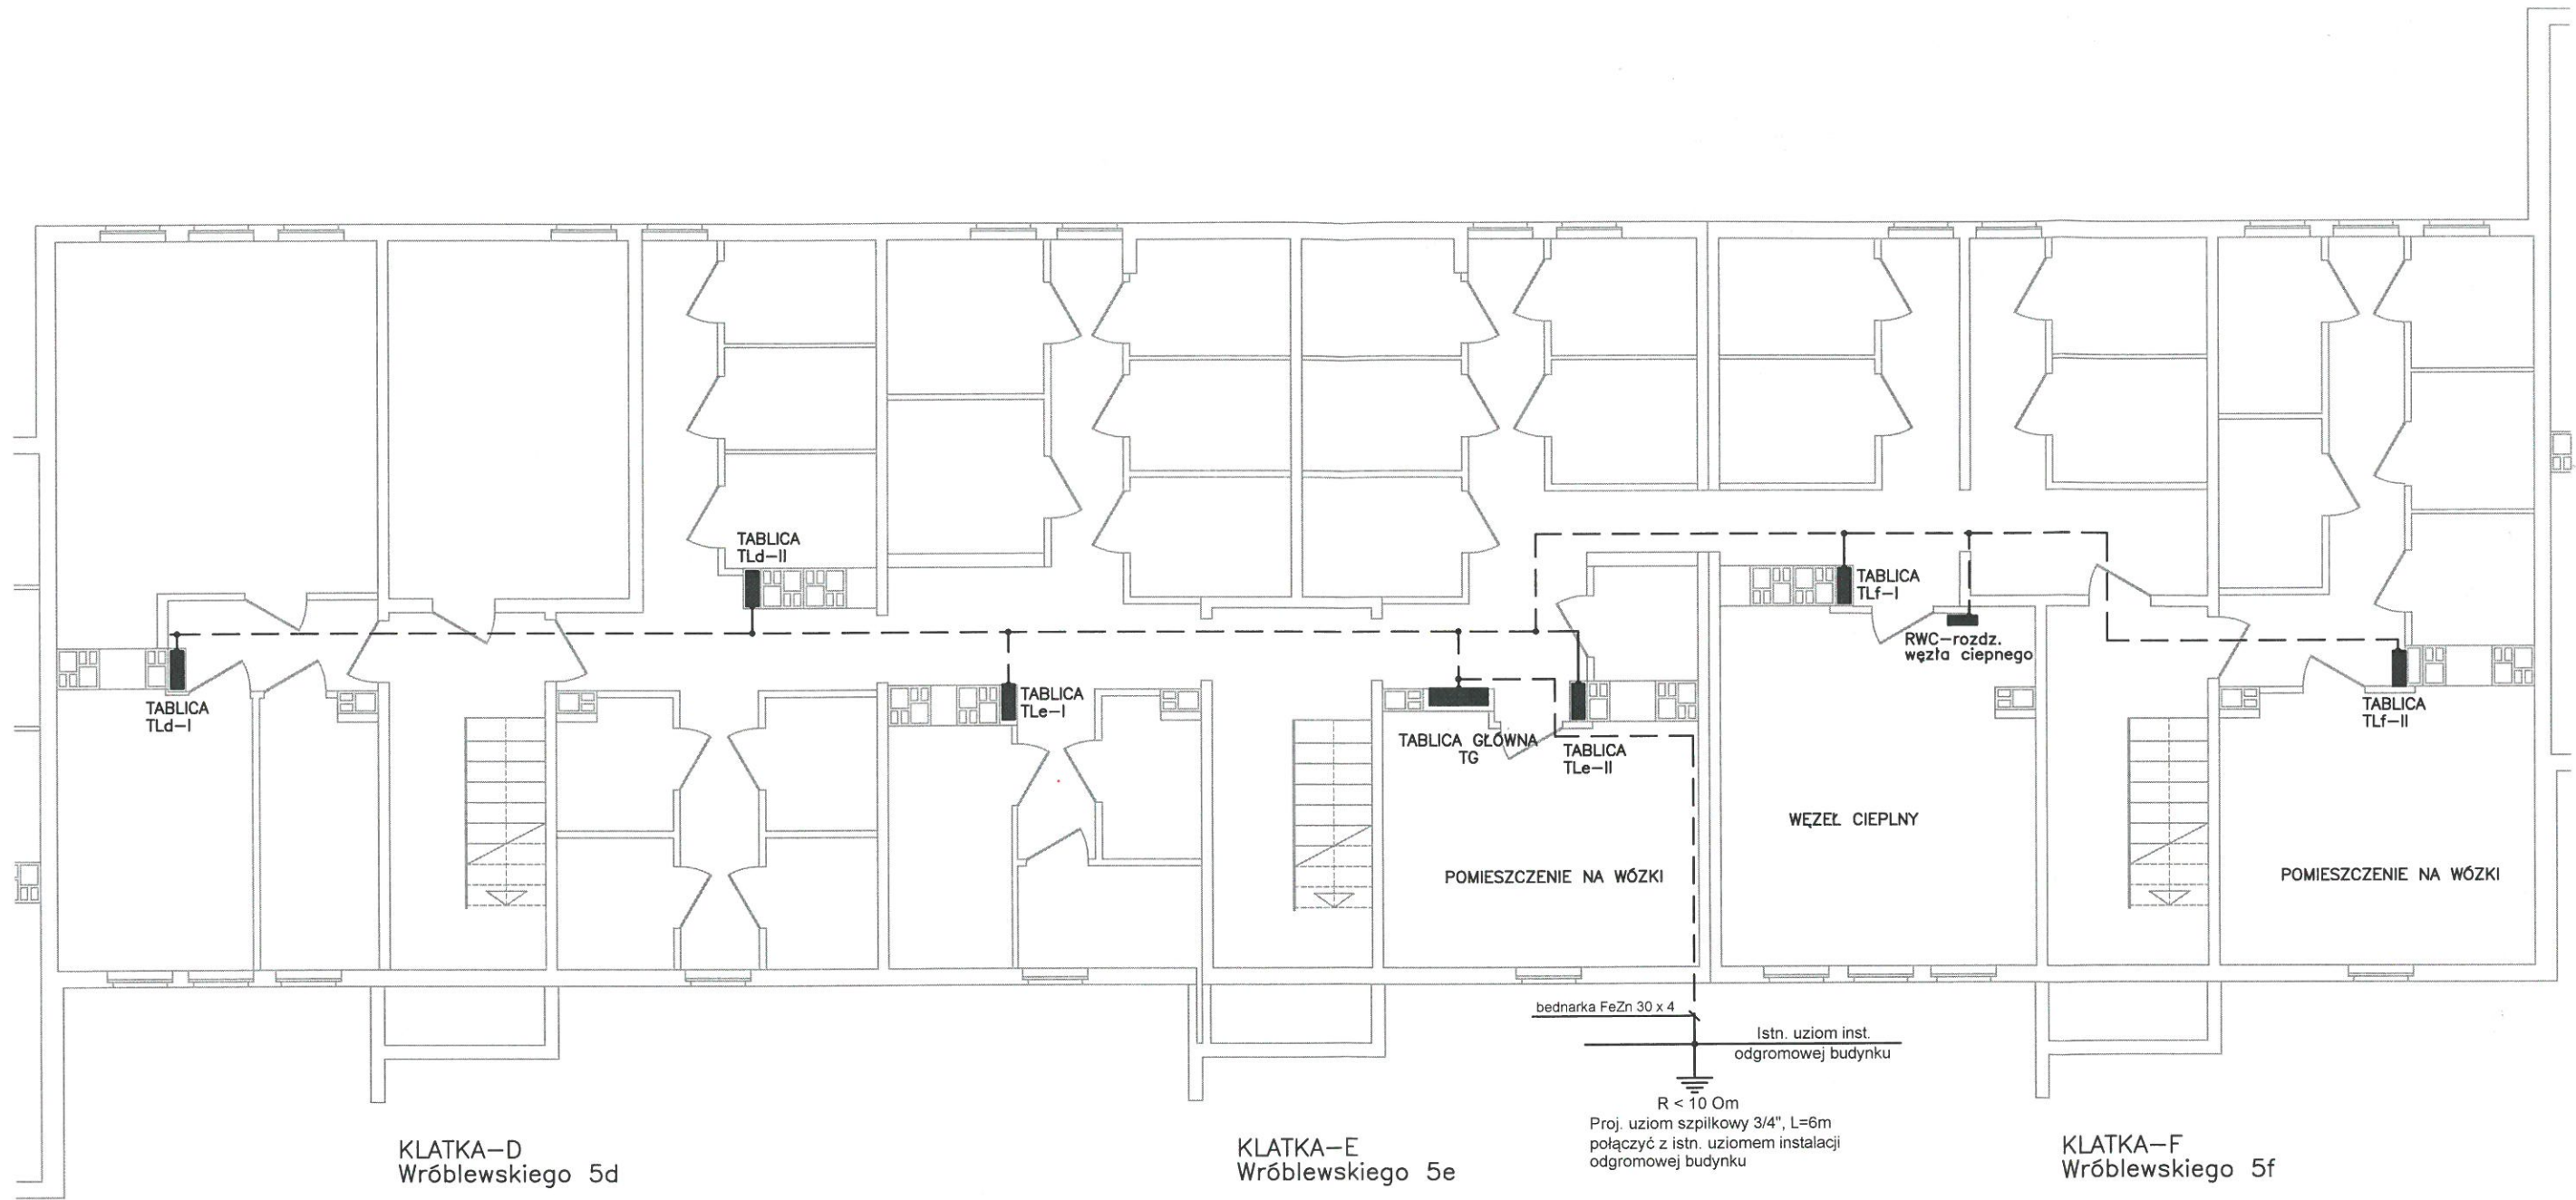 TABLICA
TLd-II
TABLICA
TLf-I
RWC-rozdz.
węzła ciepnego
TABLICA
TLd-I
TABLICA
TLe-I
TABLICA GŁÓWNA
TG
TABLICA
TLe-II
TABLICA
TLf-II
WĘZEŁ CIEPLNY
POMIESZCZENIE NA WÓZKI
POMIESZCZENIE NA WÓZKI
bednarka FeZn 30 x 4
Istn. uziom inst.
odgromowej budynku
R < 10 Om
Proj. uziom szpilkowy 3/4", L=6m
połączyć z istn. uziomem instalacji
odgromowej budynku
KLATKA-D
Wróblewskiego 5d
KLATKA-E
Wróblewskiego 5e
KLATKA-F
Wróblewskiego 5f